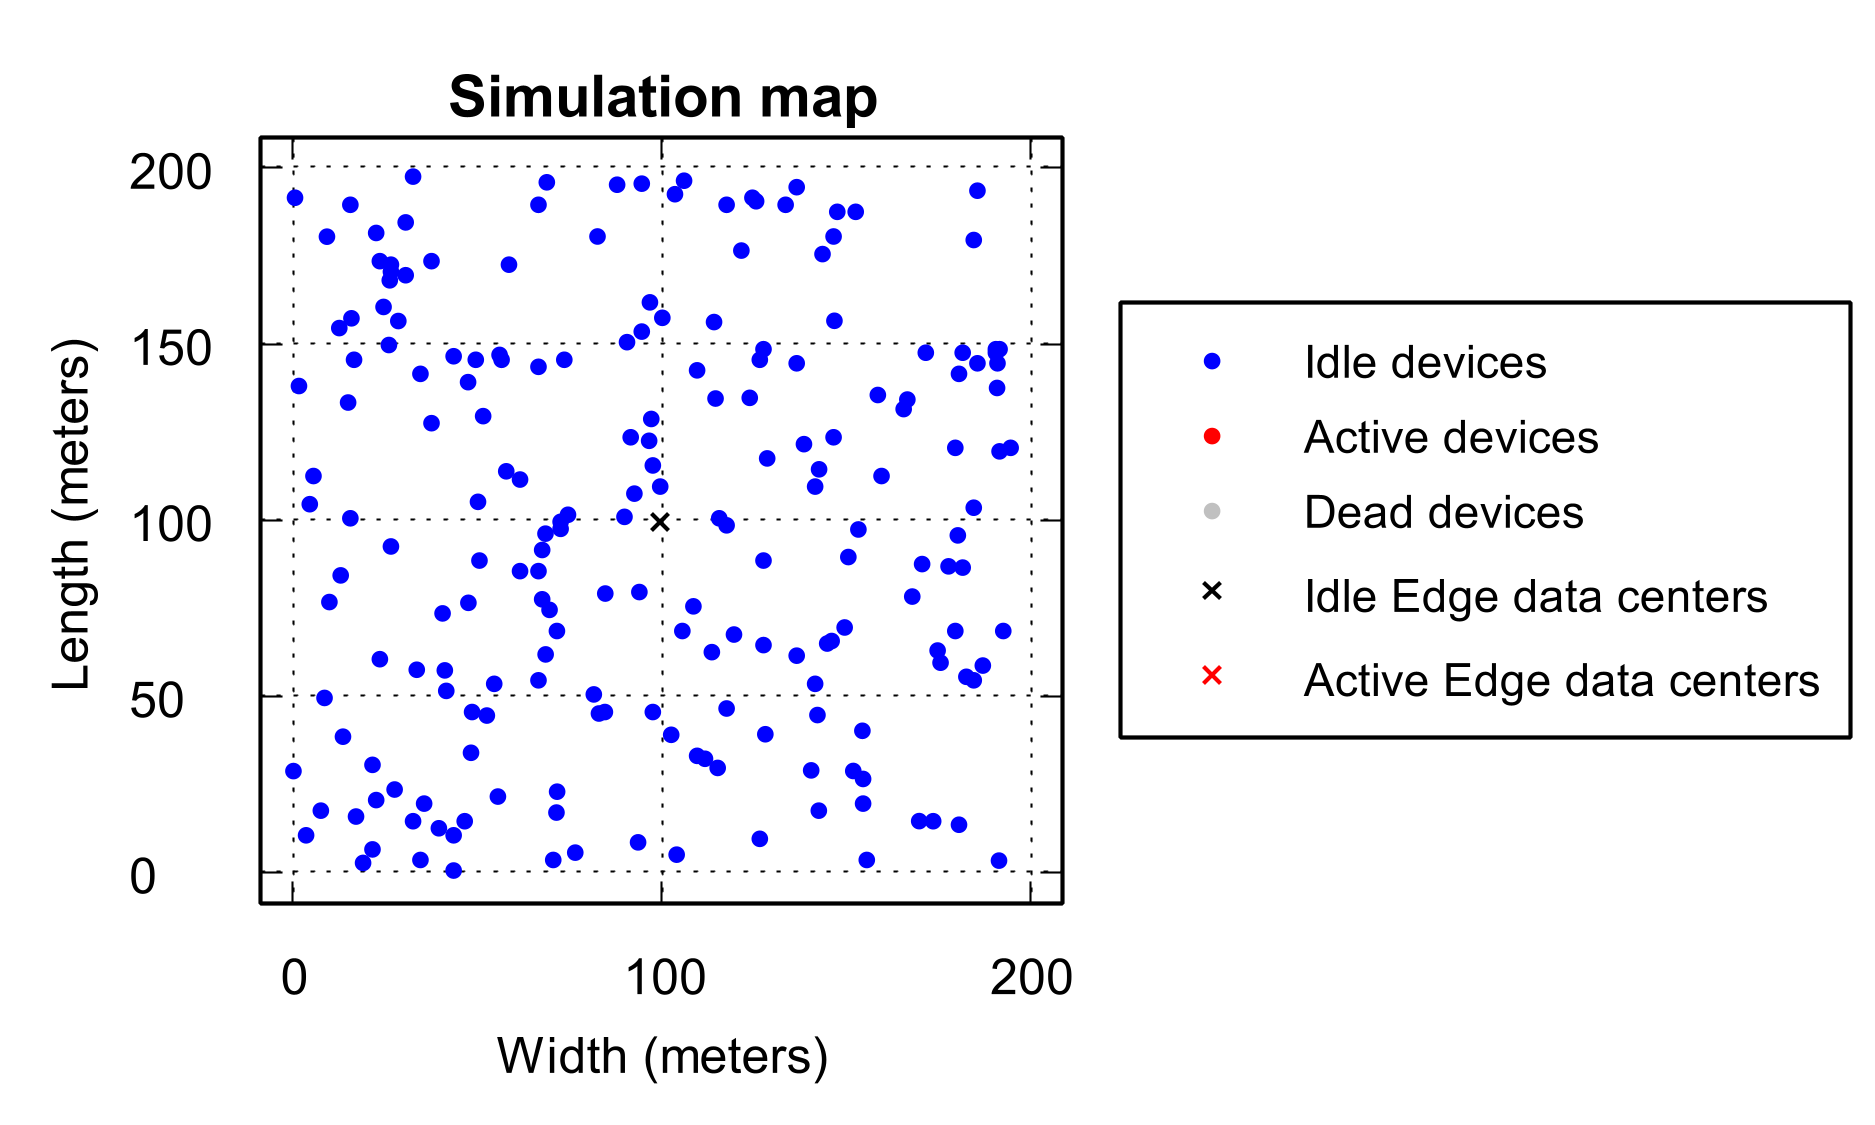 Simulation map
200
150
100
50
0
Length (meters)
0 100 200
Width (meters)
Idle devices
Active devices
Dead devices
Idle Edge data centers
Active Edge data centers